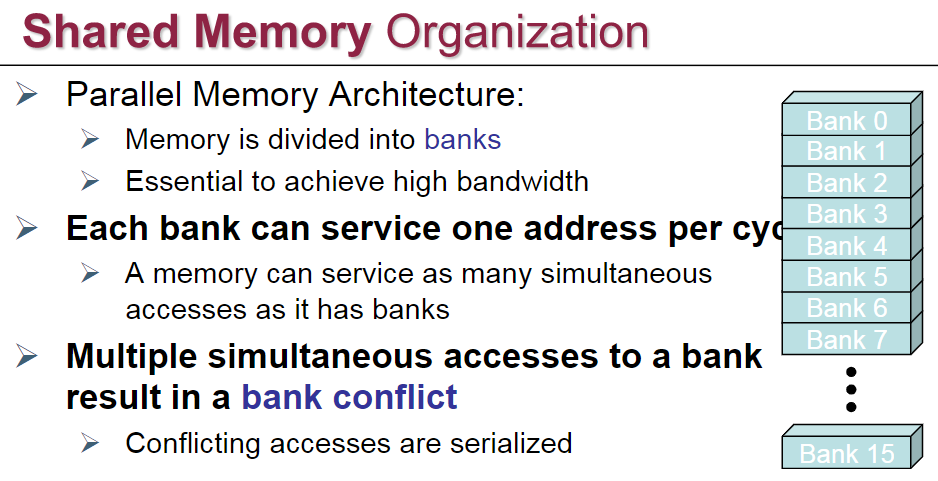 Shared Memory Organization
Parallel Memory Architecture:
Memory is divided into banks
Essential to achieve high bandwidth
Each bank can service one address per cyc
A memory can service as many simultaneous
accesses as it has banks
Multiple simultaneous accesses to a bank
result in a bank conflict
Conflicting accesses are serialized
Bank 0
Bank 1
Bank 2
Bank 3
Bank 4
Bank 5
Bank 6
Bank 7
Bank 15